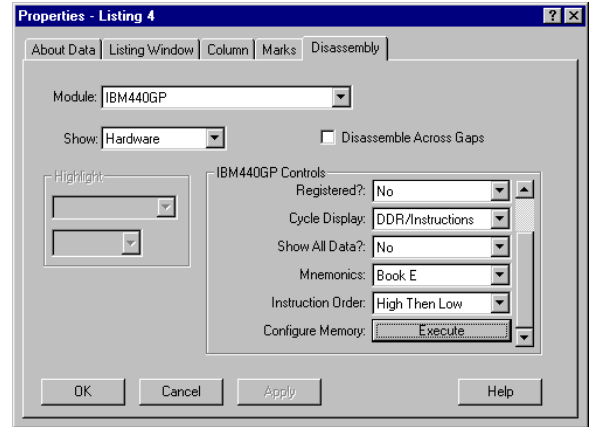 Properties - Listing 4
About Data Listing Window Column Marks Disassembly
Module: IBM440GP
Show: Hardware Disassemble Across Gaps
Highlight
IBM440GP Controls
Registered?: No
Cycle Display: DDR/Instructions
Show All Data?: No
Mnemonics: Book E
Instruction Order: High Then Low
Configure Memory: Execute
OK Cancel Apply Help